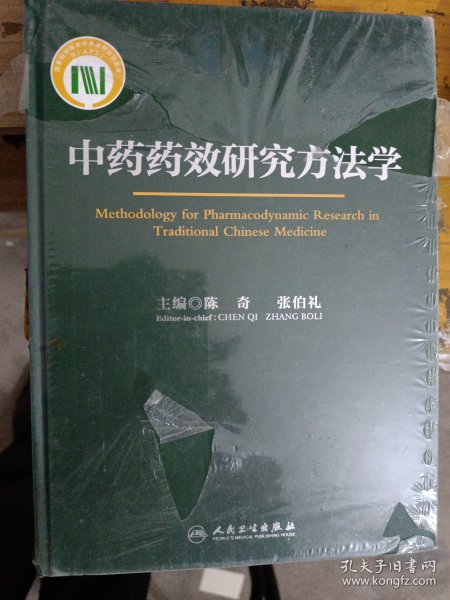 中药药效研究方法学
Methodology for Pharmacodynamic Research in
Traditional Chinese Medicine
主编◎陈 奇 张伯礼
Editor-in-chief: CHEN QI ZHANG BOLI
人民卫生出版社
PEOPLE'S MEDICAL PUBLISHING HOUSE
孔夫子旧书网
www.kongfz.com